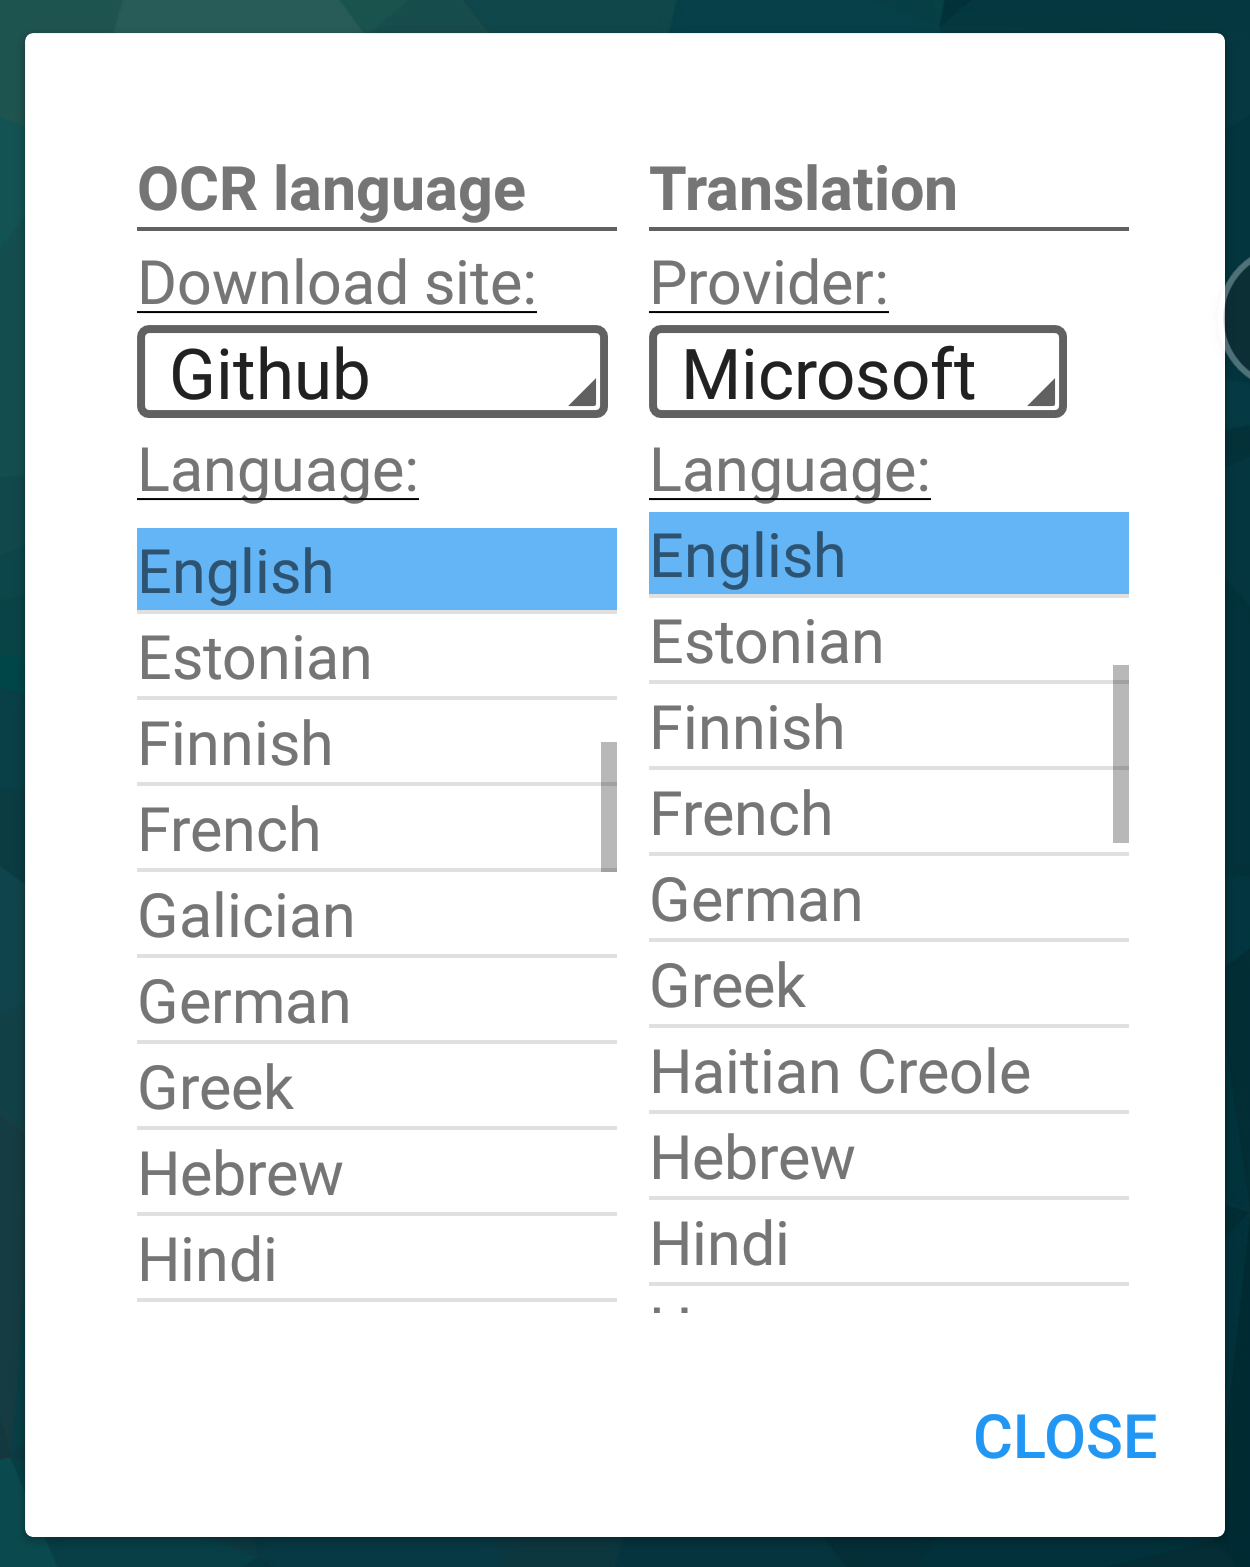 OCR language
Download site:
Github
Language:
English
Estonian
Finnish
French
Galician
German
Greek
Hebrew
Hindi
Translation
Provider:
Microsoft
Language:
English
Estonian
Finnish
French
German
Greek
Haitian Creole
Hebrew
Hindi
CLOSE